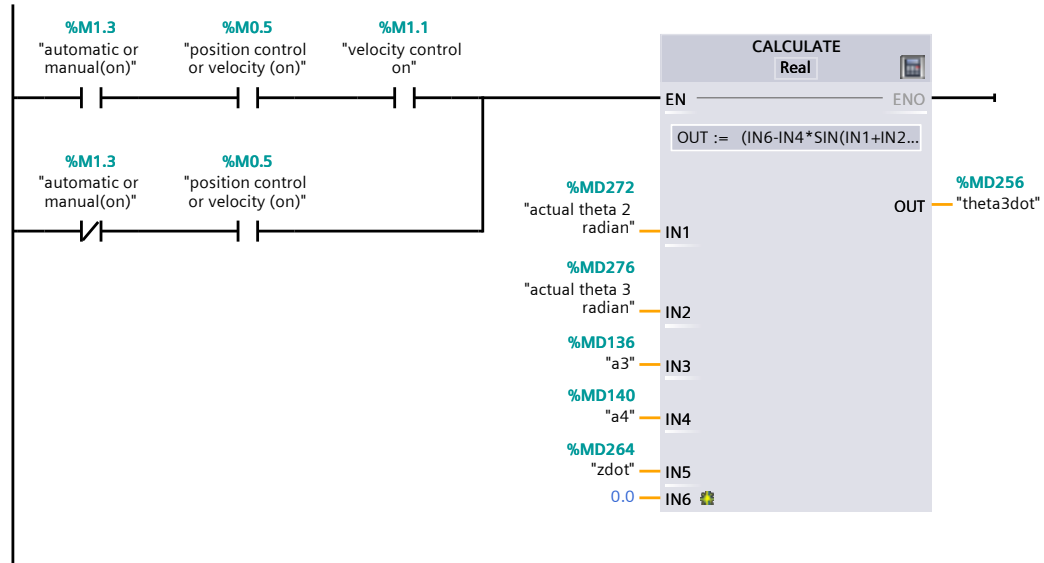 %M1.3
"automatic or
manual(on)"
%M0.5
"position control
or velocity (on)"
%M1.1
"velocity control
on"
%M1.3
"automatic or
manual(on)"
%M0.5
"position control
or velocity (on)"
CALCULATE
Real
EN
ENO
OUT := (IN6-IN4*SIN(IN1+IN2...
%MD272
"actual theta 2
radian"
IN1
%MD276
"actual theta 3
radian"
IN2
%MD136
"a3"
IN3
%MD140
"a4"
IN4
%MD264
"zdot"
IN5
0.0
IN6
%MD256
OUT
"theta3dot"